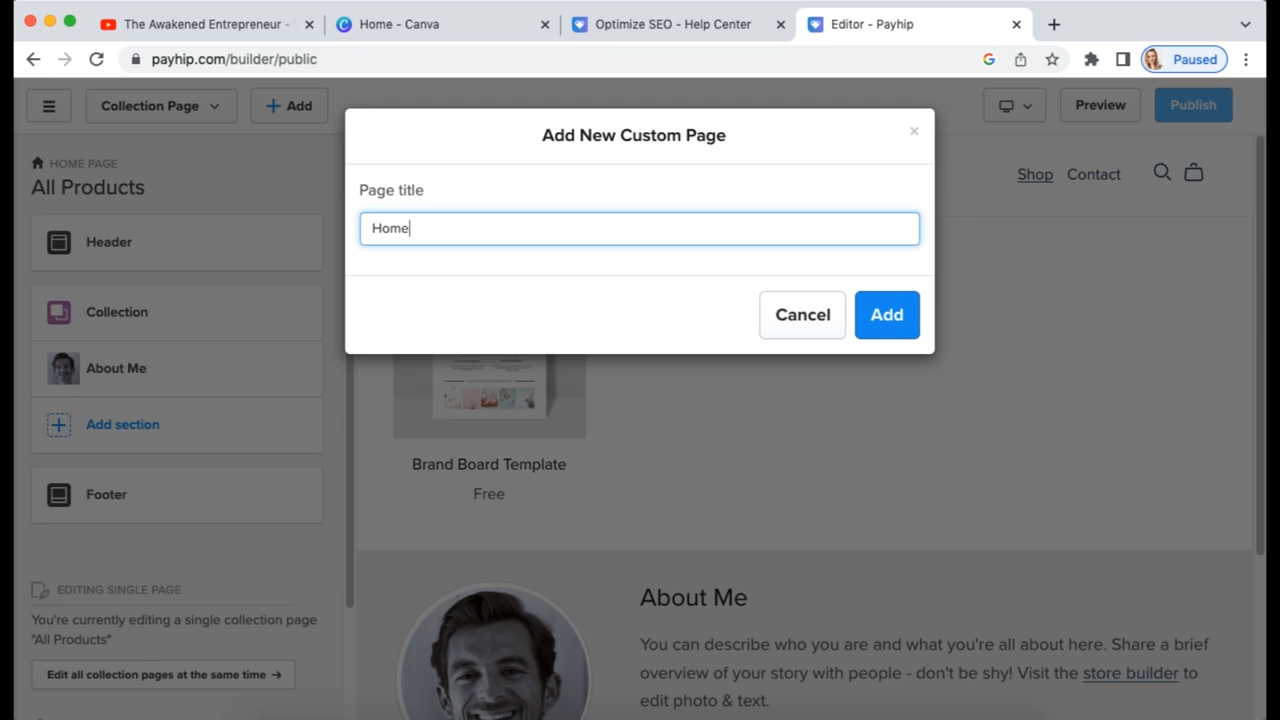 The Awakened Entrepreneur -
Home - Canva
Optimize SEO - Help Center
Editor - Payhip
payhip.com/builder/public
Paused
Collection Page
Add
Preview
Publish
HOME PAGE
All Products
Header
Collection
About Me
Add section
Footer
EDITING SINGLE PAGE
You're currently editing a single collection page
"All Products"
Edit all collection pages at the same time →
Add New Custom Page
Page title
Home
Cancel
Add
Shop
Contact
Brand Board Template
Free
About Me
You can describe who you are and what you're all about here. Share a brief
overview of your story with people - don't be shy! Visit the store builder to
edit photo & text.